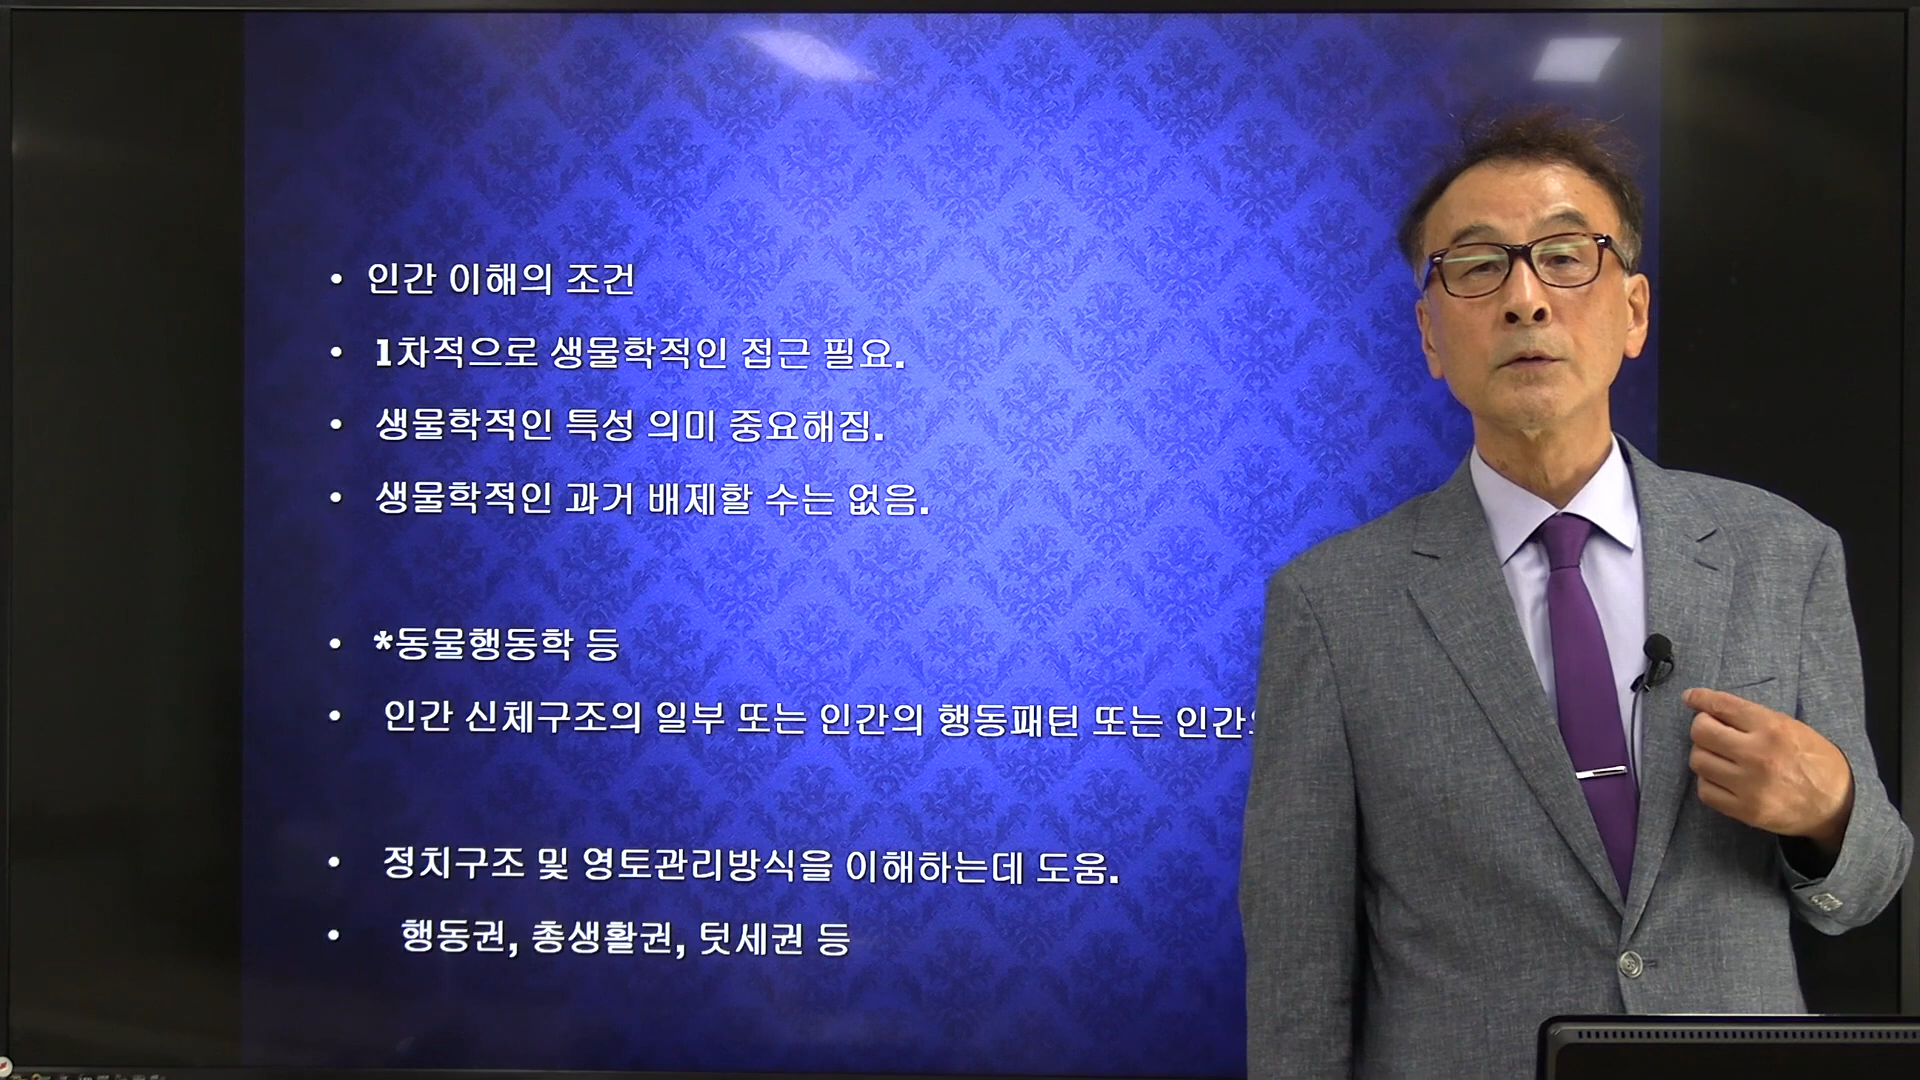 • 인간 이해의 조건
• 1차적으로 생물학적인 접근 필요.
• 생물학적인 특성 의미 중요해짐.
• 생물학적인 과거 배제할 수는 없음.
• *동물행동학 등
• 인간 신체구조의 일부 또는 인간의 행동패턴 또는
• 정치구조 및 영토관리방식을 이해하는데 도움.
• 행동권, 총생활권, 텃세권 등